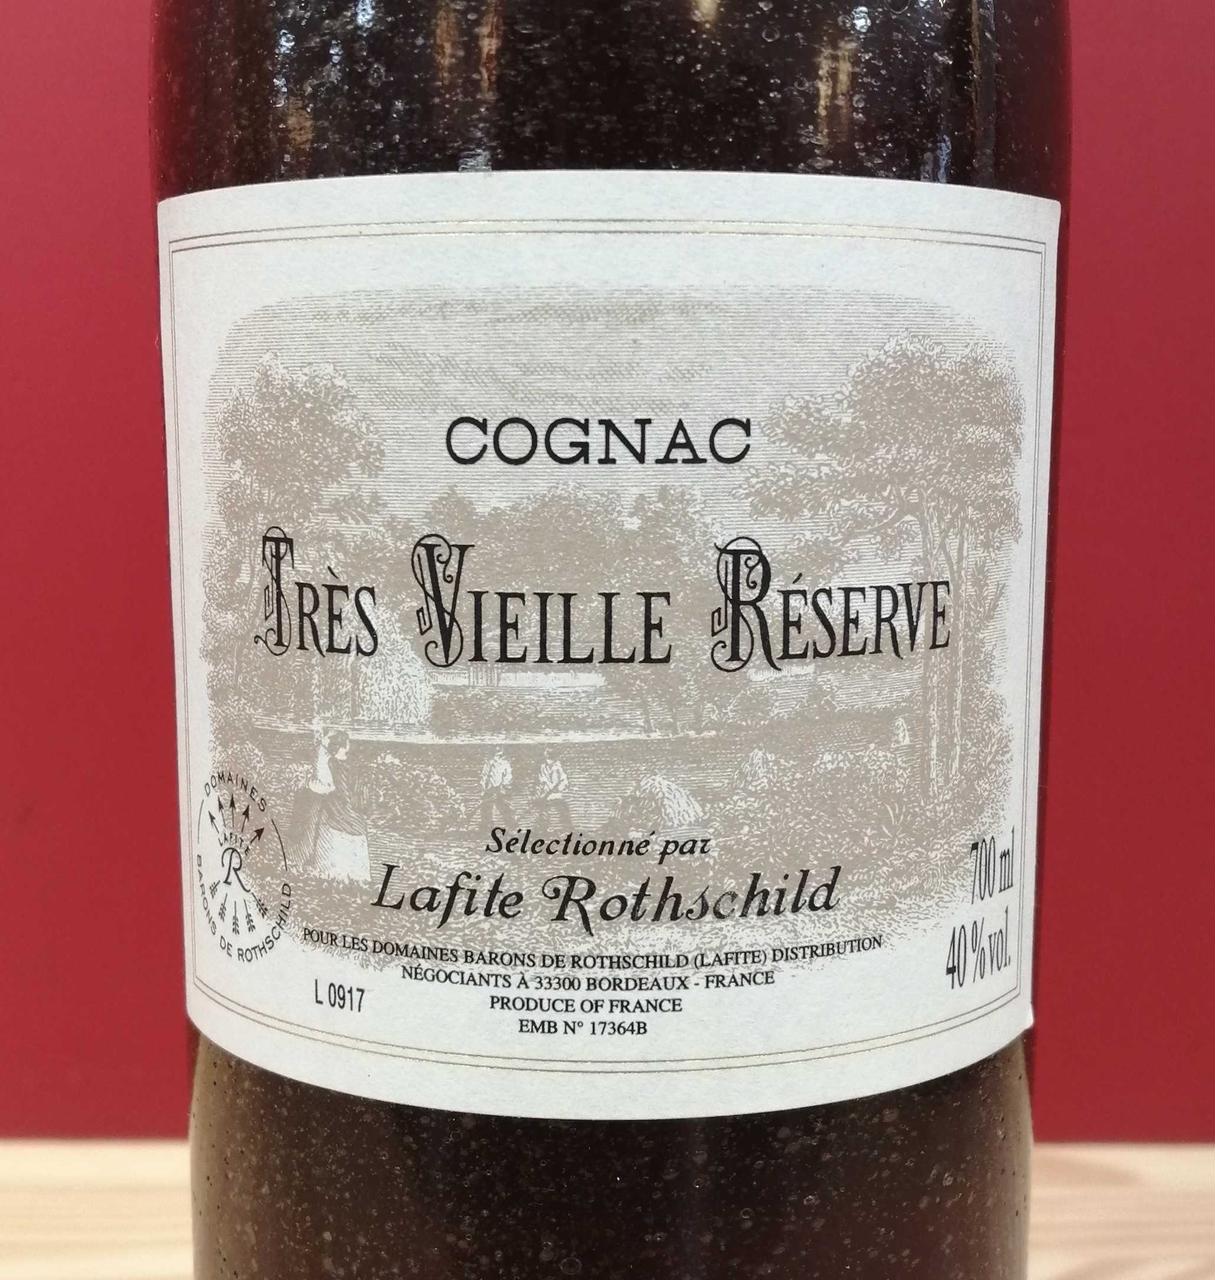 COGNAC
TRÈS VIEILLE RÉSERVE
DOMAINES
LAFITE
R
BARONS DE ROTHSCHILD
Sélectionné par
Lafite Rothschild
700 ml
40 % vol.
POUR LES DOMAINES BARONS DE ROTHSCHILD (LAFITE) DISTRIBUTION
NÉGOCIANTS À 33300 BORDEAUX - FRANCE
L 0917
PRODUCE OF FRANCE
EMB N° 17364B